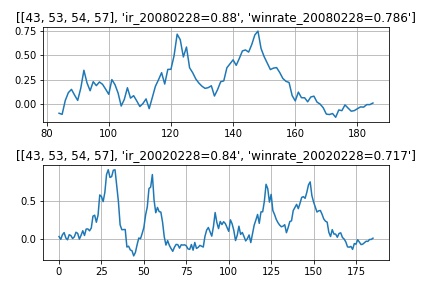 [[43, 53, 54, 57], 'ir_20080228=0.88', 'winrate_20080228=0.786']
0.75
0.50
0.25
0.00
80 100 120 140 160 180
[[43, 53, 54, 57], 'ir_20020228=0.84', 'winrate_20020228=0.717']
0.5
0.0
0 25 50 75 100 125 150 175